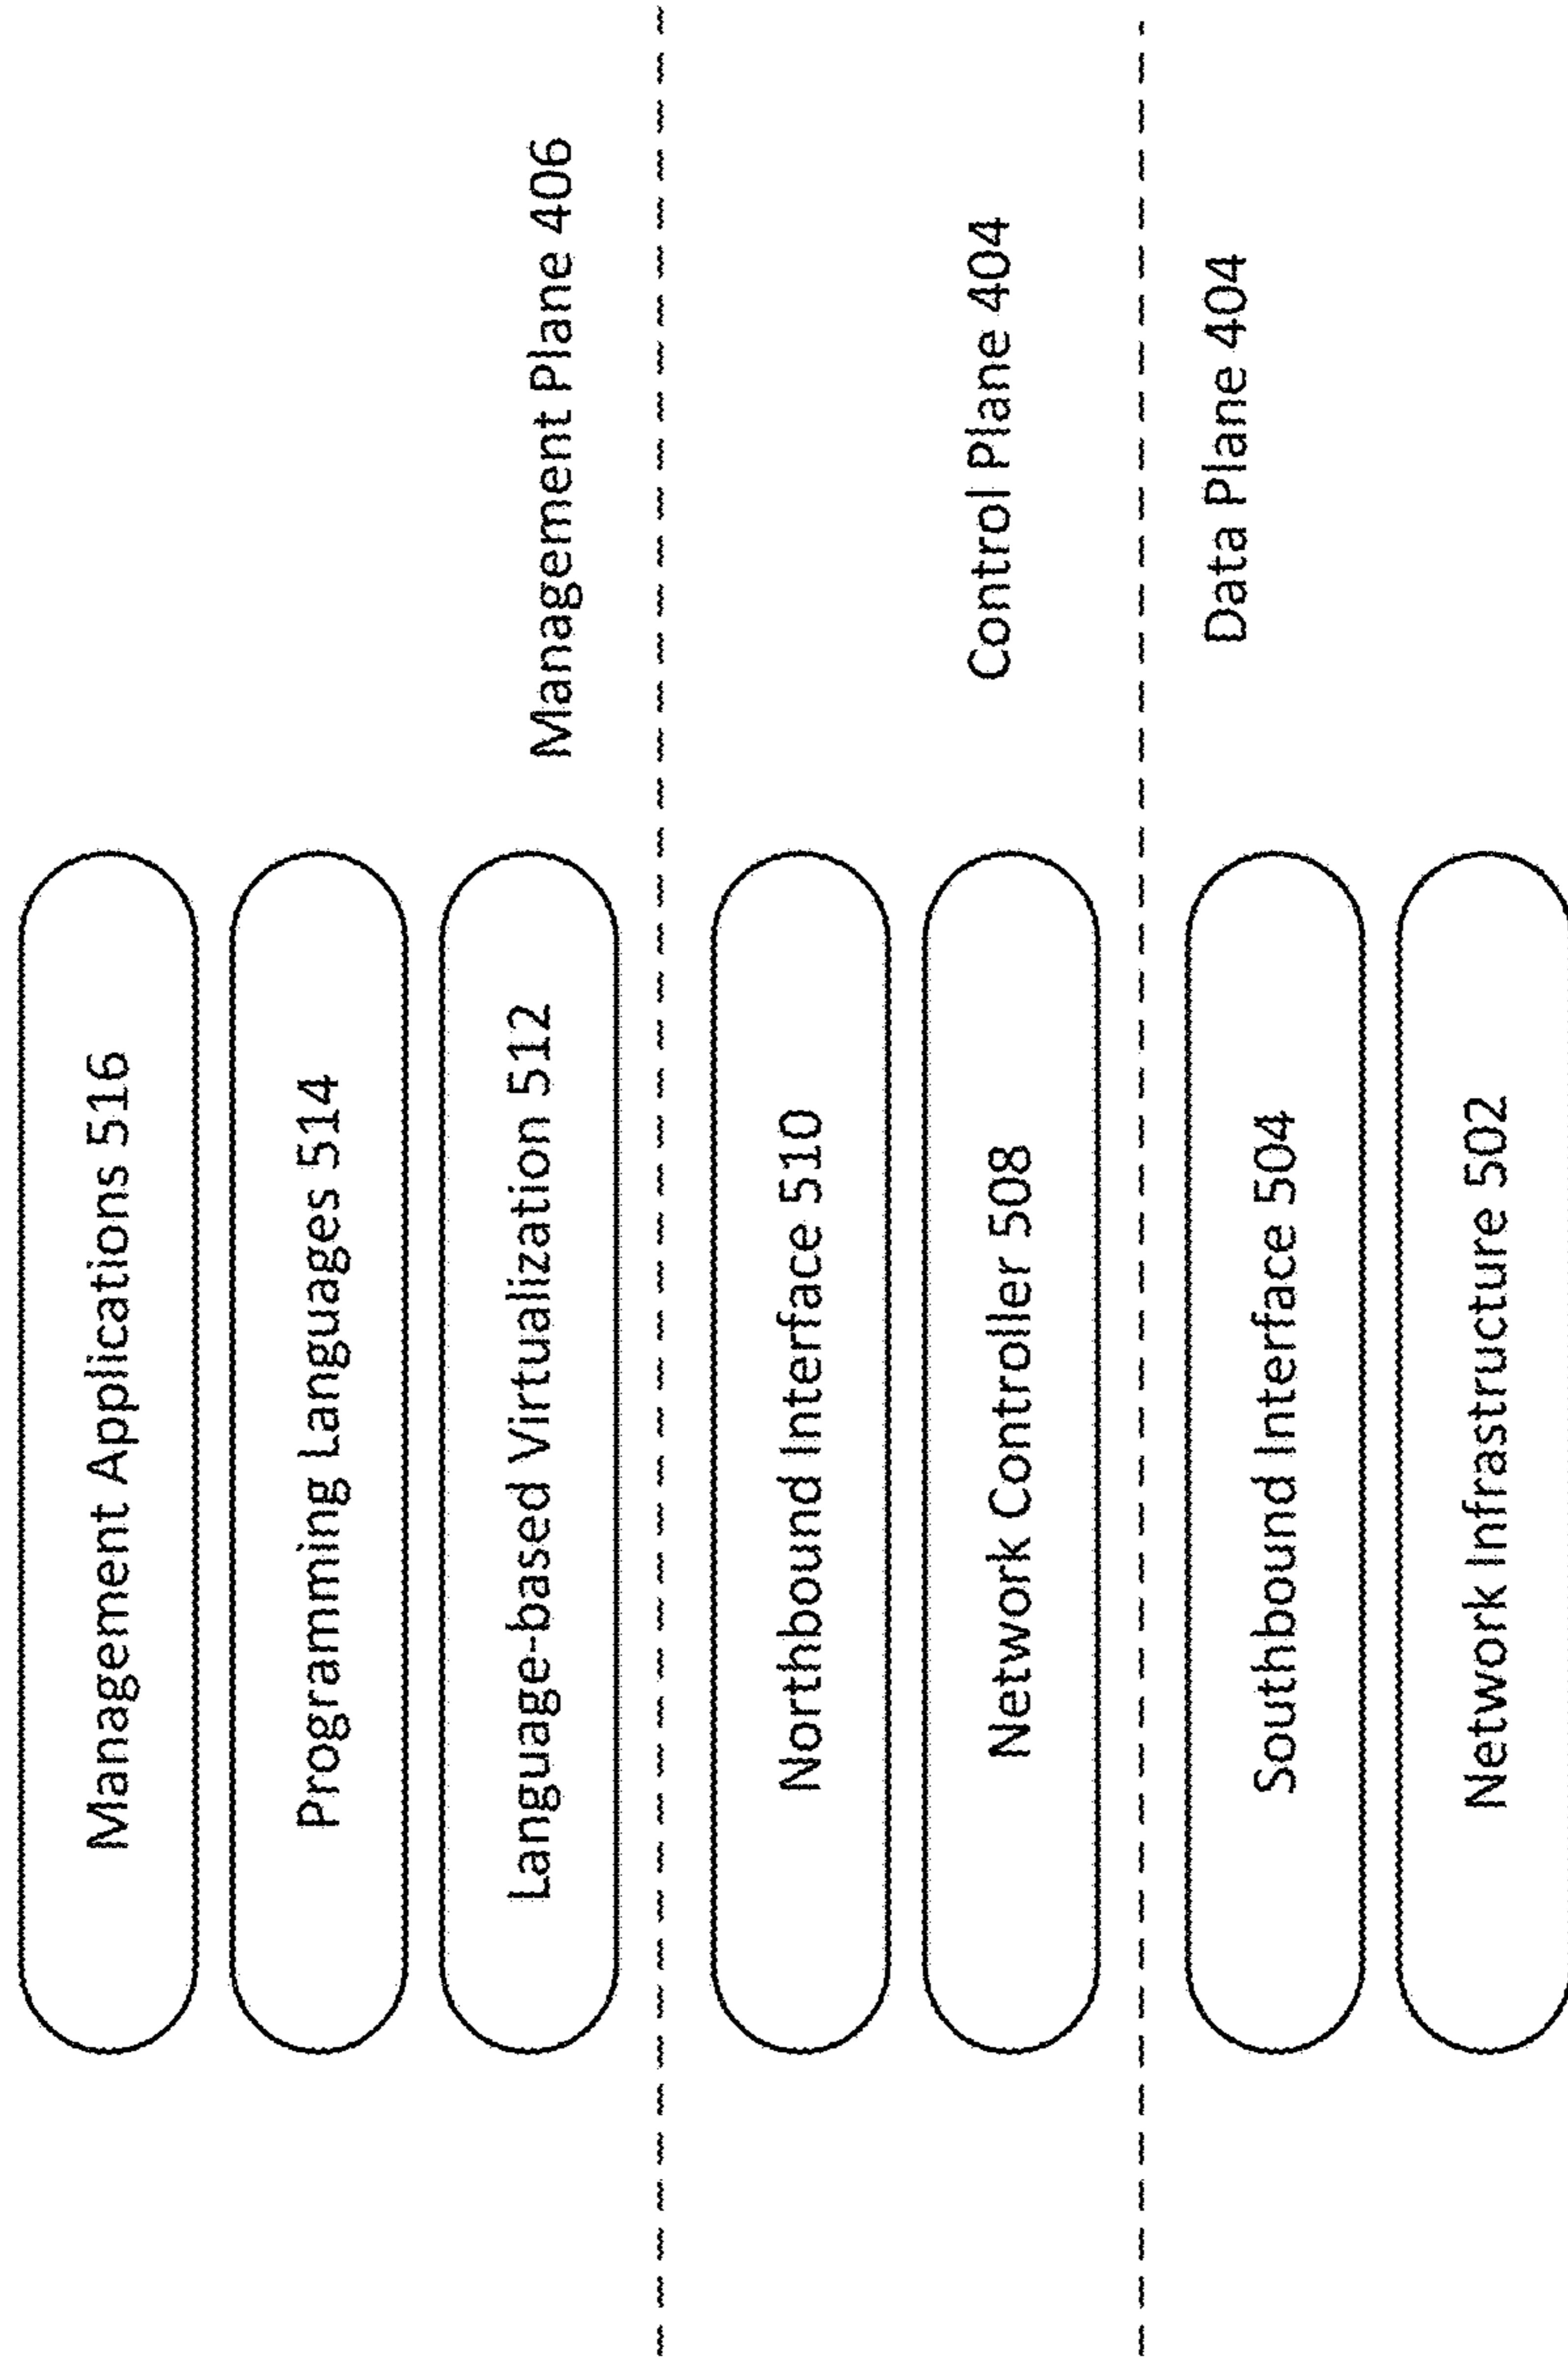 Management Applications 516
Programming Languages 514
Language-based Virtualization 512
Management Plane 406
Northbound Interface 510
Network Controller 508
Control Plane 404
Southbound Interface 504
Data Plane 404
Network Infrastructure 502